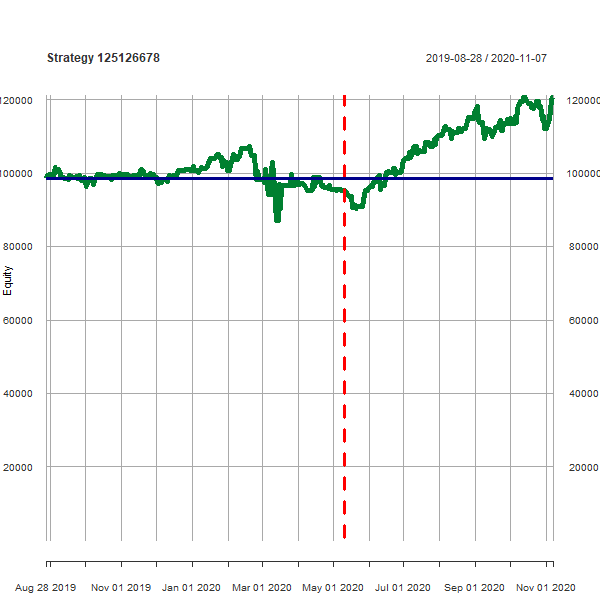 Strategy 125126678
2019-08-28 / 2020-11-07
120000
120000
100000
100000
80000
80000
Equity
60000
60000
40000
40000
20000
20000
Aug 28 2019
Nov 01 2019
Jan 01 2020
Mar 01 2020
May 01 2020
Jul 01 2020
Sep 01 2020
Nov 01 2020